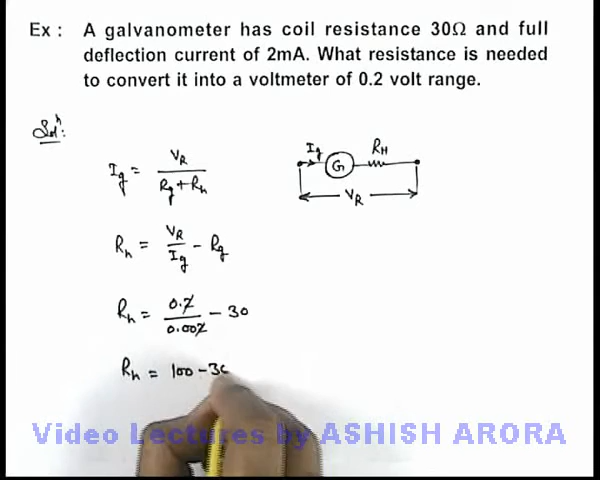 Ex : A galvanometer has coil resistance 30Ω and full
deflection current of 2mA. What resistance is needed
to convert it into a voltmeter of 0.2 volt range.
Solⁿ:
Ig = VR / (Rg + Rh)
Ig G RH
VR
Rh = VR / Ig - Rg
Rh = 0.2 / 0.002 - 30
Rh = 100 - 30
Video Lectures by ASHISH ARORA